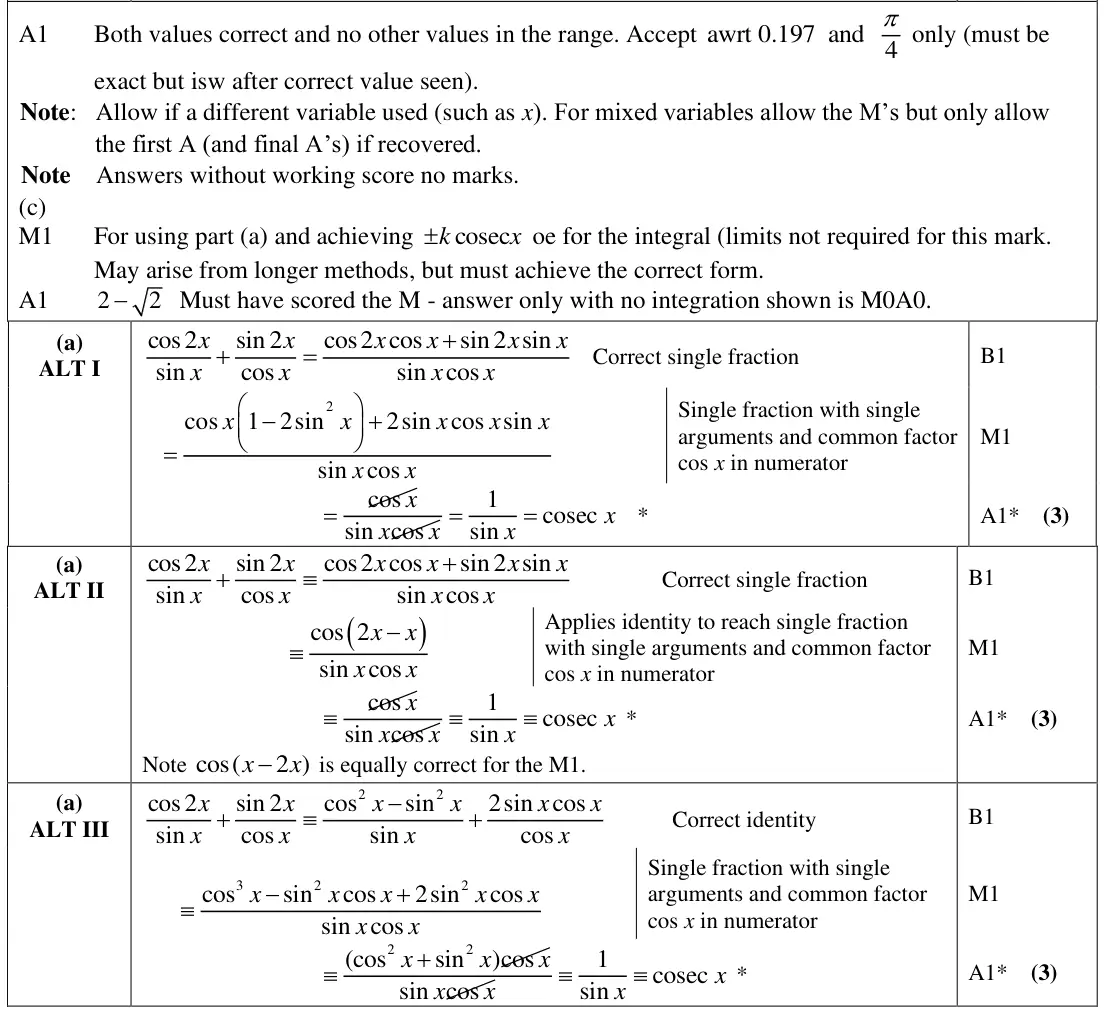 A1 Both values correct and no other values in the range. Accept awrt 0.197 and π/4 only (must be
exact but isw after correct value seen).
Note: Allow if a different variable used (such as x). For mixed variables allow the M’s but only allow
the first A (and final A’s) if recovered.
Note Answers without working score no marks.
(c)
M1 For using part (a) and achieving ±k cosecx oe for the integral (limits not required for this mark.
May arise from longer methods, but must achieve the correct form.
A1 2 − √2 Must have scored the M - answer only with no integration shown is M0A0.
(a) ALT I
cos 2x / sin x + sin 2x / cos x = (cos 2x cos x + sin 2x sin x) / (sin x cos x) Correct single fraction B1
= (cos x(1 − 2sin² x) + 2sin x cos x sin x) / (sin x cos x) Single fraction with single arguments and common factor cos x in numerator M1
= cos x / (sin x cos x) = 1 / sin x = cosec x * A1* (3)
(a) ALT II
cos 2x / sin x + sin 2x / cos x ≡ (cos 2x cos x + sin 2x sin x) / (sin x cos x) Correct single fraction B1
≡ cos(2x − x) / (sin x cos x) Applies identity to reach single fraction with single arguments and common factor cos x in numerator M1
≡ cos x / (sin x cos x) ≡ 1 / sin x ≡ cosec x * A1* (3)
Note cos(x − 2x) is equally correct for the M1.
(a) ALT III
cos 2x / sin x + sin 2x / cos x ≡ (cos² x − sin² x) / sin x + (2sin x cos x) / cos x Correct identity B1
≡ (cos³ x − sin² x cos x + 2sin² x cos x) / (sin x cos x) Single fraction with single arguments and common factor cos x in numerator M1
≡ ((cos² x + sin² x)cos x) / (sin x cos x) ≡ 1 / sin x ≡ cosec x * A1* (3)